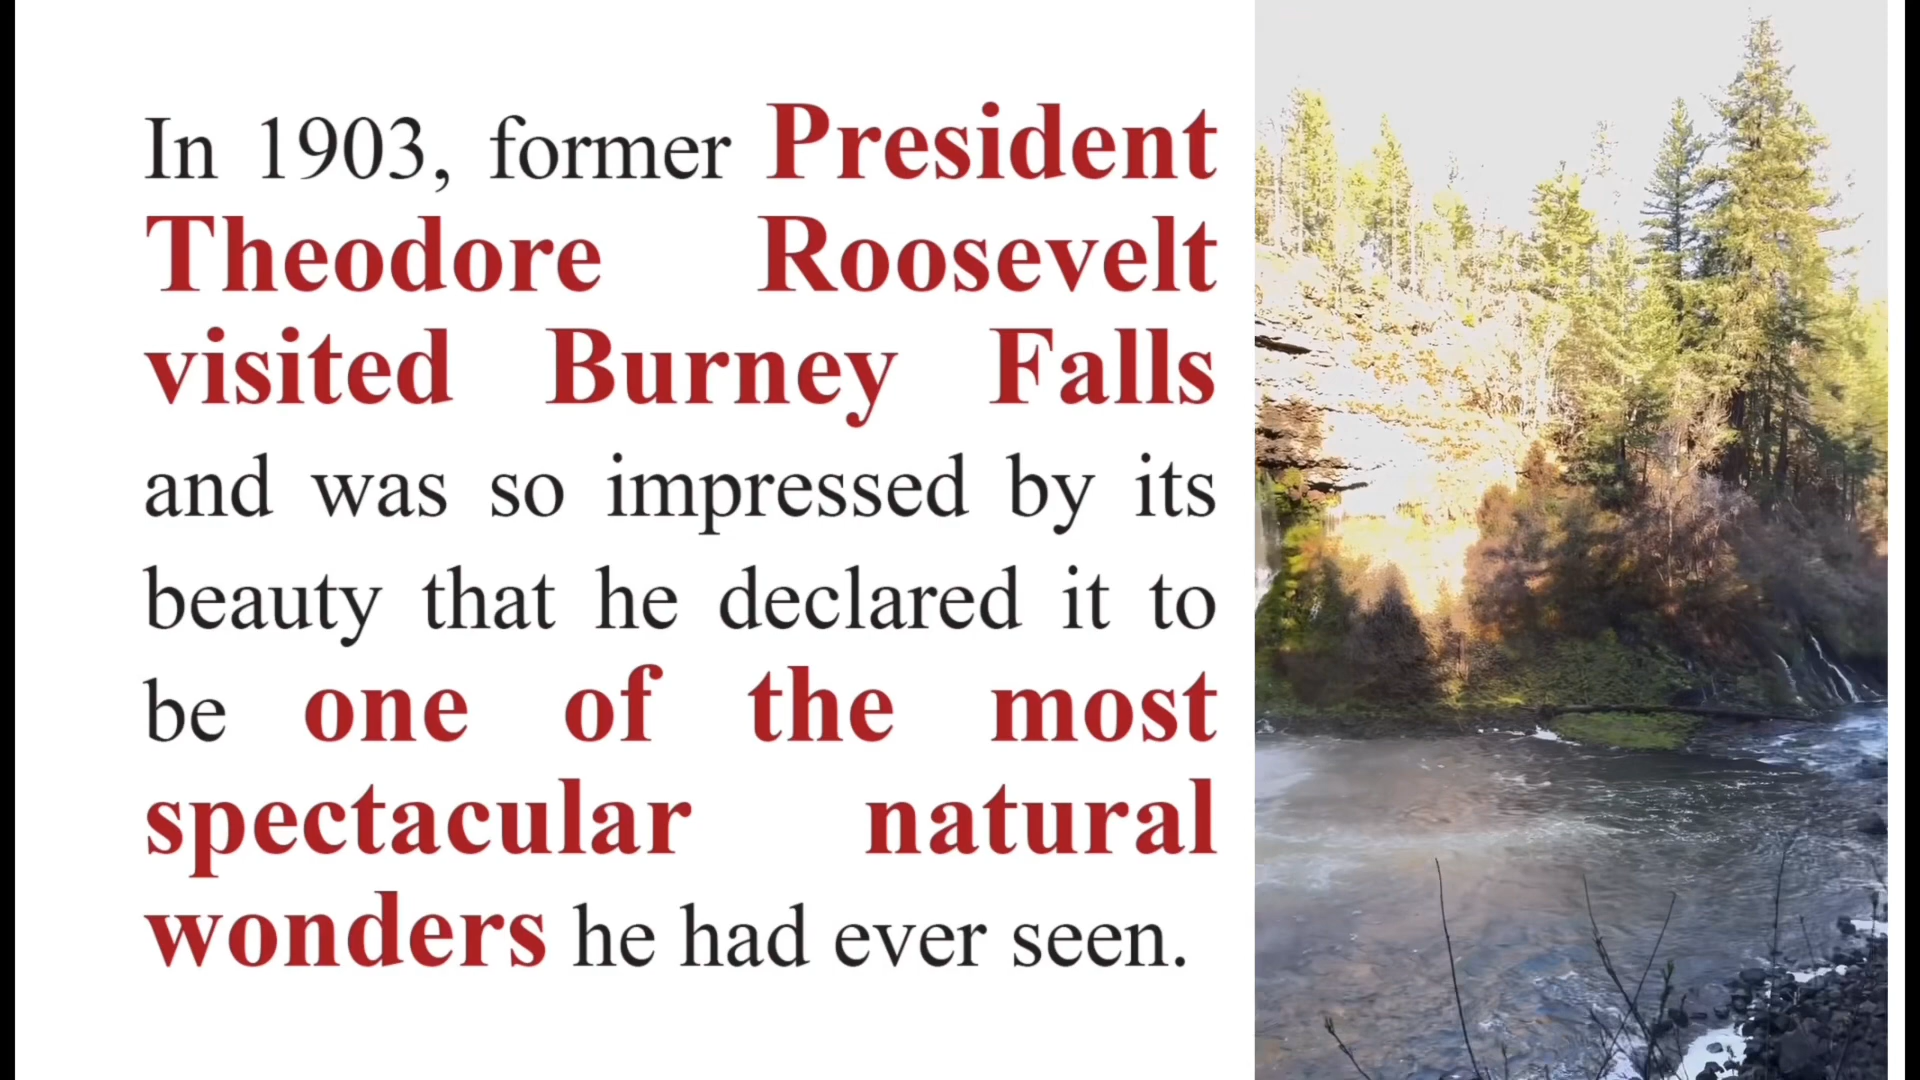 In 1903, former President
Theodore Roosevelt
visited Burney Falls
and was so impressed by its
beauty that he declared it to
be one of the most
spectacular natural
wonders he had ever seen.